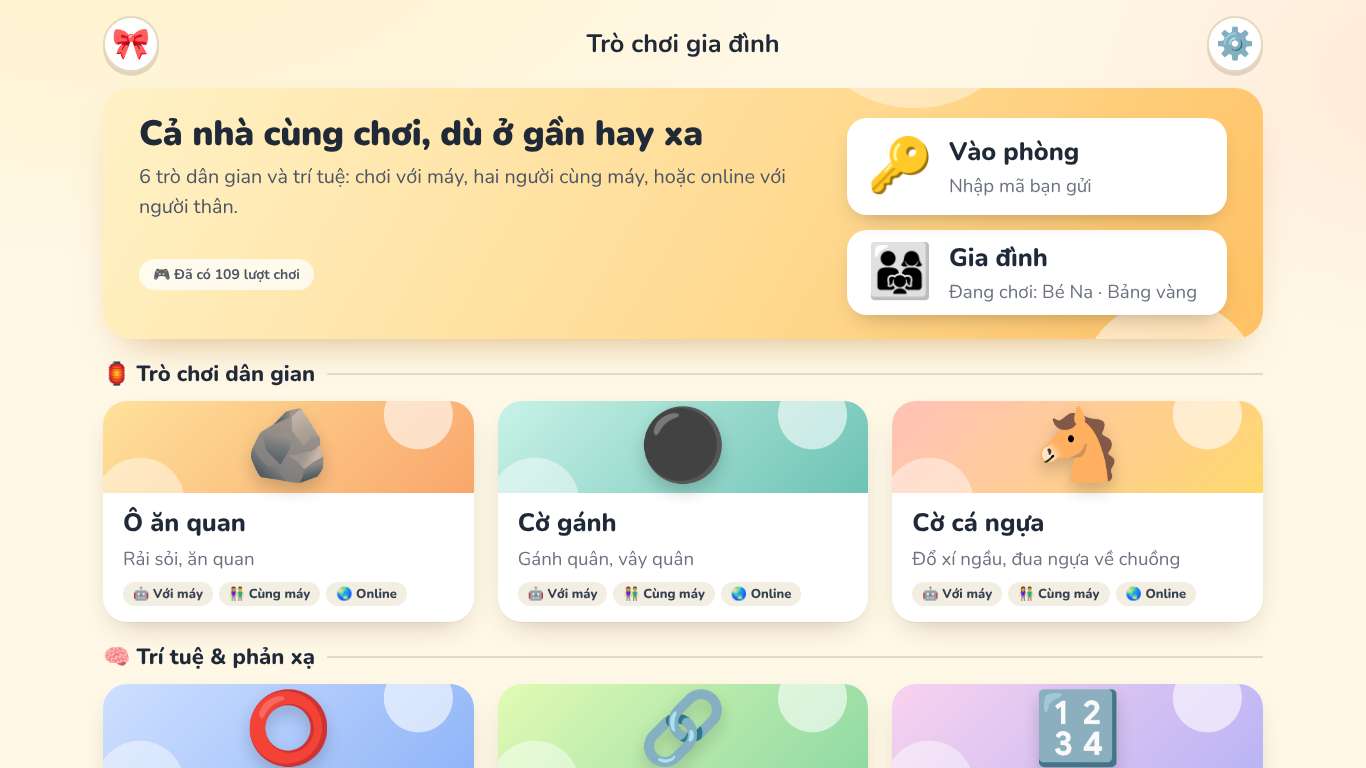 Trò chơi gia đình
Cả nhà cùng chơi, dù ở gần hay xa
6 trò dân gian và trí tuệ: chơi với máy, hai người cùng máy, hoặc online với
người thân.
🎮 Đã có 109 lượt chơi
Vào phòng
Nhập mã bạn gửi
Gia đình
Đang chơi: Bé Na · Bảng vàng
Trò chơi dân gian
Ô ăn quan
Rải sỏi, ăn quan
Với máy
Cùng máy
Online
Cờ gánh
Gánh quân, vây quân
Với máy
Cùng máy
Online
Cờ cá ngựa
Đổ xí ngầu, đua ngựa về chuồng
Với máy
Cùng máy
Online
Trí tuệ & phản xạ
1 2
3 4